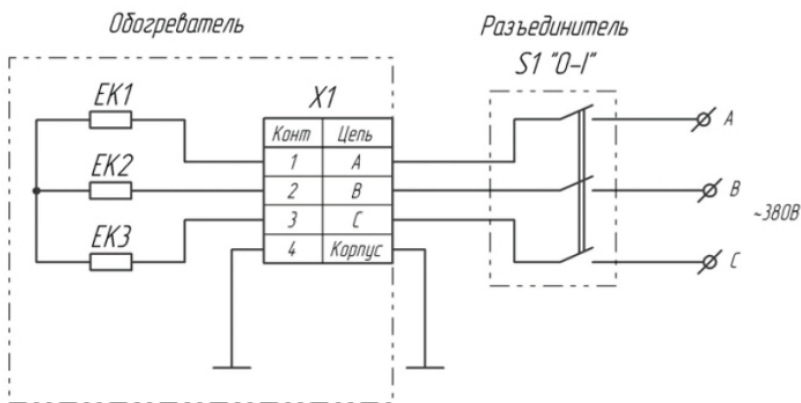 Обогреватель
Разъединитель
S1 "0-I"
EK1
EK2
EK3
X1
Конт Цепь
1 A
2 B
3 C
4 Корпус
A
B
C
~380В